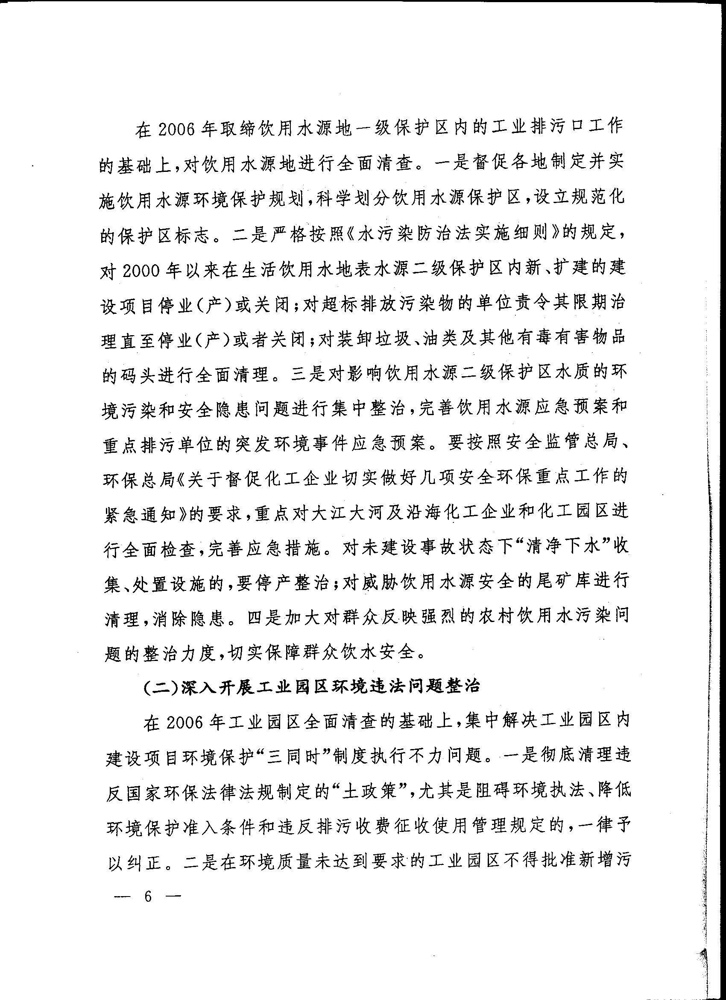 在 2006 年取缔饮用水源地一级保护区内的工业排污口工作
的基础上,对饮用水源地进行全面清查。一是督促各地制定并实
施饮用水源环境保护规划,科学划分饮用水源保护区,设立规范化
的保护区标志。二是严格按照《水污染防治法实施细则》的规定,
对 2000 年以来在生活饮用水地表水源二级保护区内新、扩建的建
设项目停业(产)或关闭;对超标排放污染物的单位责令其限期治
理直至停业(产)或者关闭;对装卸垃圾、油类及其他有毒有害物品
的码头进行全面清理。三是对影响饮用水源二级保护区水质的环
境污染和安全隐患问题进行集中整治,完善饮用水源应急预案和
重点排污单位的突发环境事件应急预案。要按照安全监管总局、
环保总局《关于督促化工企业切实做好几项安全环保重点工作的
紧急通知》的要求,重点对大江大河及沿海化工企业和化工园区进
行全面检查,完善应急措施。对未建设事故状态下“清净下水”收
集、处置设施的,要停产整治;对威胁饮用水源安全的尾矿库进行
清理,消除隐患。四是加大对群众反映强烈的农村饮用水污染问
题的整治力度,切实保障群众饮水安全。
(二)深入开展工业园区环境违法问题整治
在 2006 年工业园区全面清查的基础上,集中解决工业园区内
建设项目环境保护“三同时”制度执行不力问题。一是彻底清理违
反国家环保法律法规制定的“土政策”,尤其是阻碍环境执法、降低
环境保护准入条件和违反排污收费征收使用管理规定的,一律予
以纠正。二是在环境质量未达到要求的工业园区不得批准新增污
— 6 —